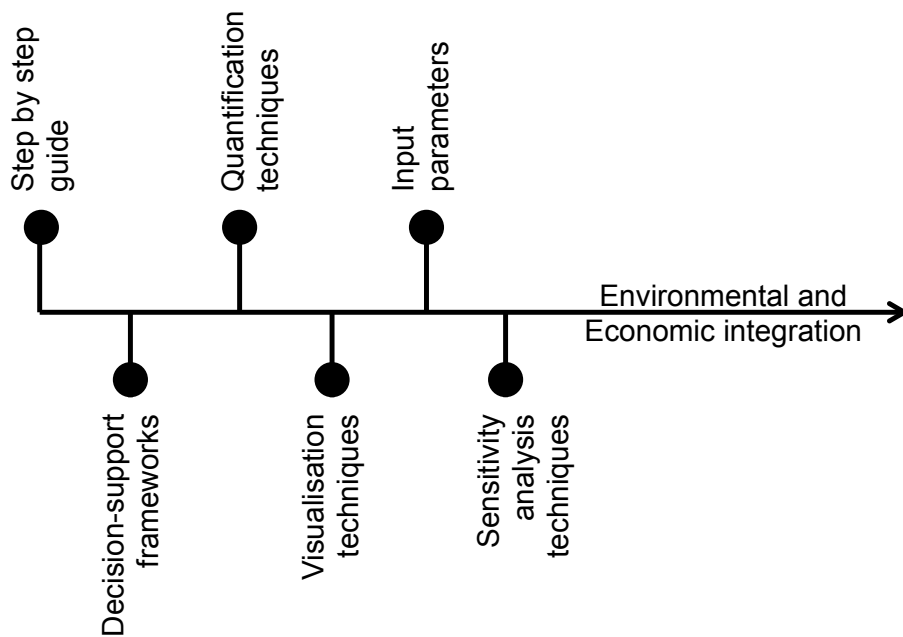 Step by step
guide
Quantification
techniques
Input
parameters
Environmental and
Economic integration
Decision-support
frameworks
Visualisation
techniques
Sensitivity
analysis
techniques